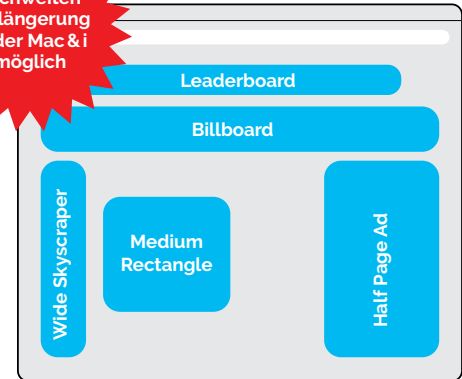 längerung
der Mac & i
möglich
Leaderboard
Billboard
Wide Skyscraper
Medium
Rectangle
Half Page Ad